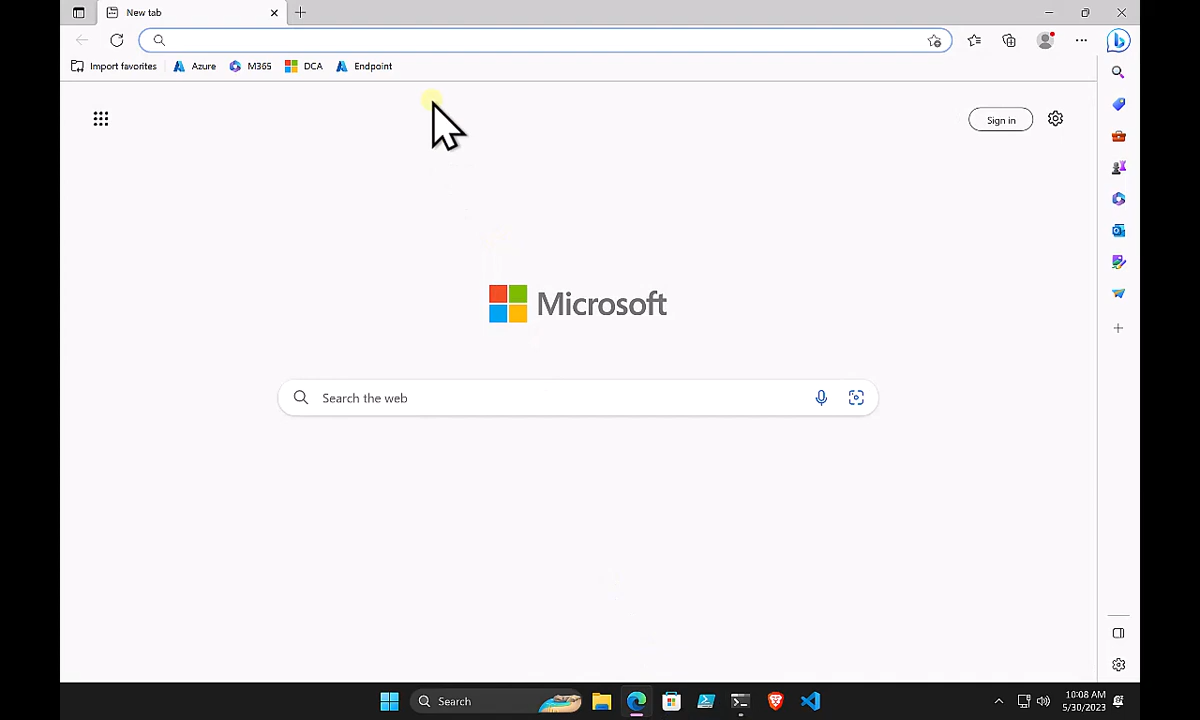 New tab
Import favorites
Azure
M365
DCA
Endpoint
Sign in
Microsoft
Search the web
Search
10:08 AM
5/30/2023